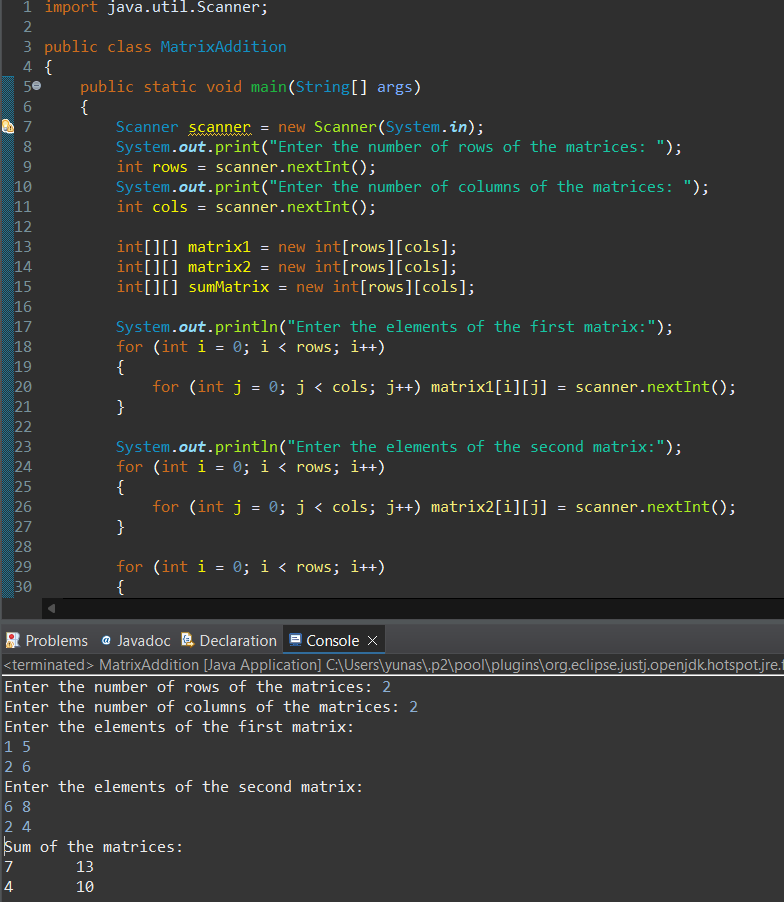 1 import java.util.Scanner;
2
3 public class MatrixAddition
4 {
5     public static void main(String[] args)
6     {
7         Scanner scanner = new Scanner(System.in);
8         System.out.print("Enter the number of rows of the matrices: ");
9         int rows = scanner.nextInt();
10         System.out.print("Enter the number of columns of the matrices: ");
11         int cols = scanner.nextInt();
12
13         int[][] matrix1 = new int[rows][cols];
14         int[][] matrix2 = new int[rows][cols];
15         int[][] sumMatrix = new int[rows][cols];
16
17         System.out.println("Enter the elements of the first matrix:");
18         for (int i = 0; i < rows; i++)
19         {
20             for (int j = 0; j < cols; j++) matrix1[i][j] = scanner.nextInt();
21         }
22
23         System.out.println("Enter the elements of the second matrix:");
24         for (int i = 0; i < rows; i++)
25         {
26             for (int j = 0; j < cols; j++) matrix2[i][j] = scanner.nextInt();
27         }
28
29         for (int i = 0; i < rows; i++)
30         {
Problems @ Javadoc Declaration Console
<terminated> MatrixAddition [Java Application] C:\Users\yunas\.p2\pool\plugins\org.eclipse.justj.openjdk.hotspot.jre.f
Enter the number of rows of the matrices: 2
Enter the number of columns of the matrices: 2
Enter the elements of the first matrix:
1 5
2 6
Enter the elements of the second matrix:
6 8
2 4
Sum of the matrices:
7       13
4       10